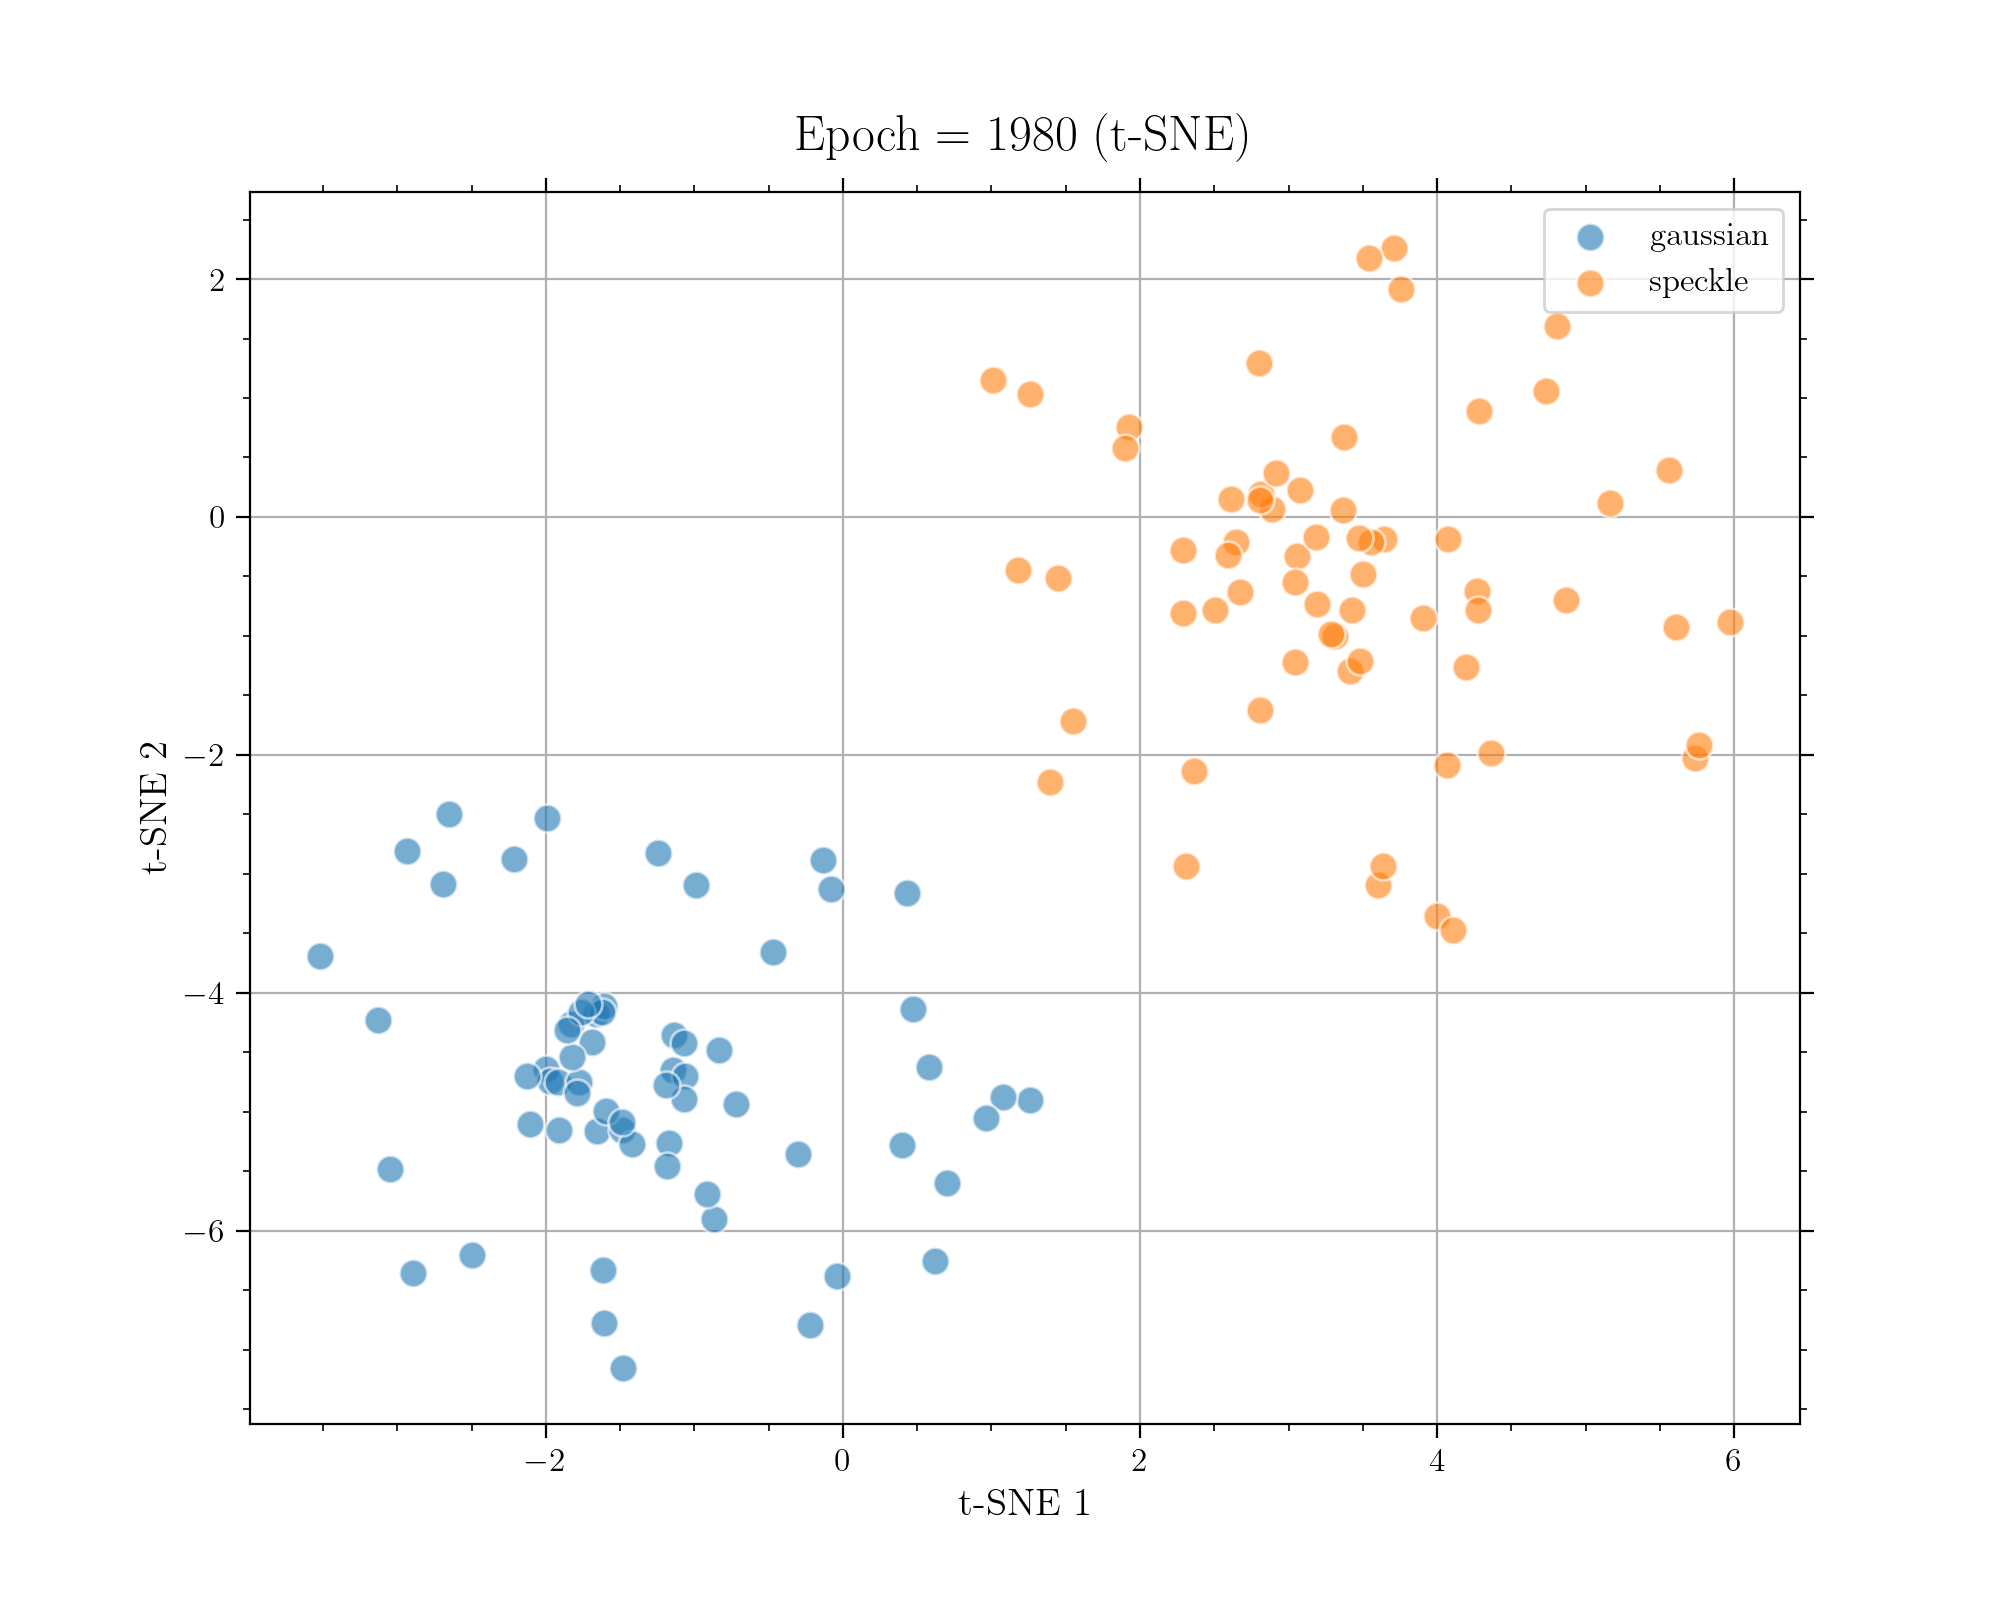 Epoch = 1980 (t-SNE)
gaussian
speckle
2
0
−2
−4
−6
t-SNE 2
−2
0
2
4
6
t-SNE 1